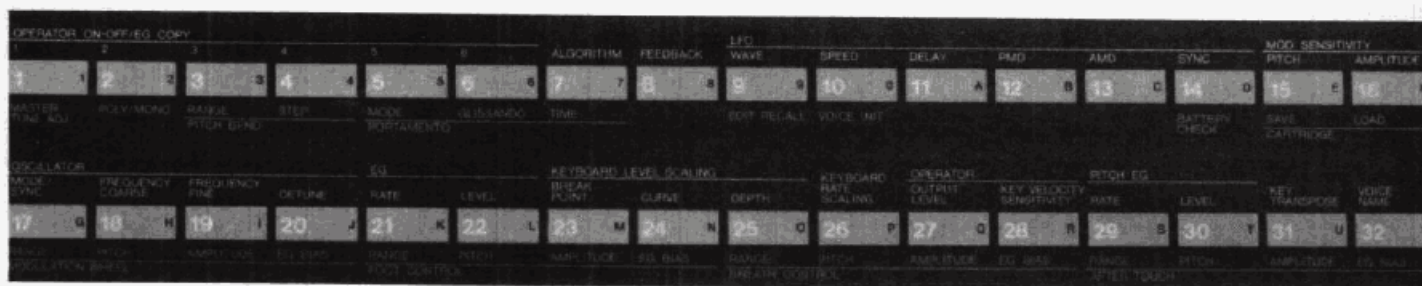 OPERATOR ON-OFF/EG COPY LFO MOD SENSITIVITY
1 2 3 4 5 6 ALGORITHM FEEDBACK WAVE SPEED DELAY PMD AMD SYNC PITCH AMPLITUDE
1 1 2 2 3 3 4 4 5 5 6 6 7 7 8 8 9 9 10 0 11 A 12 B 13 C 14 D 15 E 16
MASTER TUNE ADJ POLY/MONO RANGE STEP MODE GLISSANDO TIME EDIT RECALL VOICE INIT BATTERY CHECK SAVE LOAD
PITCH BEND PORTAMENTO CARTRIDGE
OSCILLATOR EG KEYBOARD LEVEL SCALING OPERATOR PITCH EG
MODE SYNC FREQUENCY COARSE FREQUENCY FINE DETUNE RATE LEVEL BREAK POINT CURVE DEPTH KEYBOARD RATE SCALING OUTPUT LEVEL KEY VELOCITY SENSITIVITY RATE LEVEL KEY TRANSPOSE VOICE NAME
17 G 18 H 19 I 20 J 21 K 22 L 23 M 24 N 25 O 26 P 27 Q 28 R 29 S 30 T 31 U 32
RANGE PITCH AMPLITUDE EG BIAS RANGE PITCH AMPLITUDE EG BIAS RANGE PITCH AMPLITUDE EG BIAS RANGE PITCH AMPLITUDE EG BIAS
MODULATION WHEEL FOOT CONTROL BREATH CONTROL AFTER TOUCH